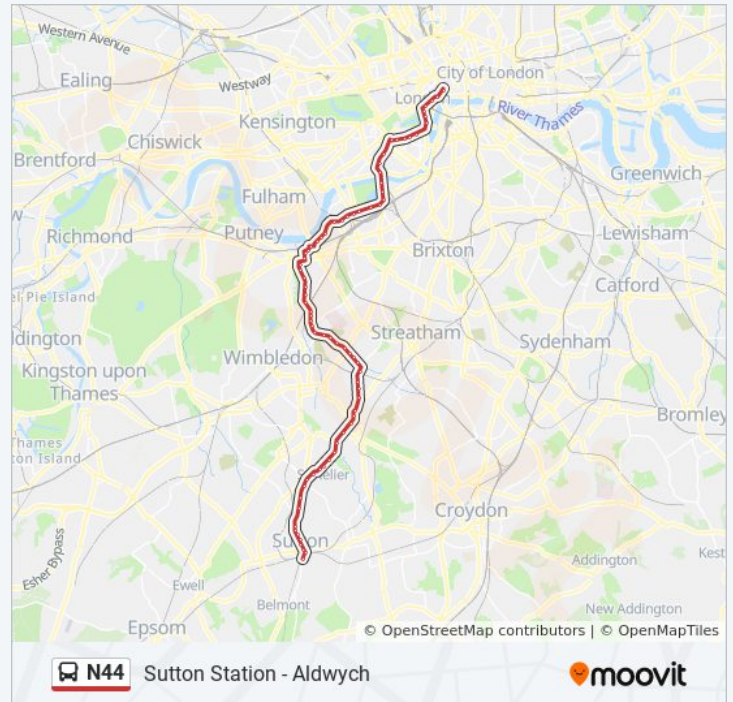 Western Avenue
Ealing
Westway
City of London
London
Kensington
River Thames
Chiswick
Brentford
Greenwich
Fulham
Richmond
Putney
Lewisham
Brixton
el Pie Island
Catford
Streatham
ldington
Wimbledon
Sydenham
Kingston upon
Thames
Bromley
Thames
ton Island
Croydon
Sutton
Addington
Kest
Esher Bypass
Ewell
Belmont
New Addington
Epsom
© OpenStreetMap contributors | © OpenMapTiles
N44 Sutton Station - Aldwych
moovit